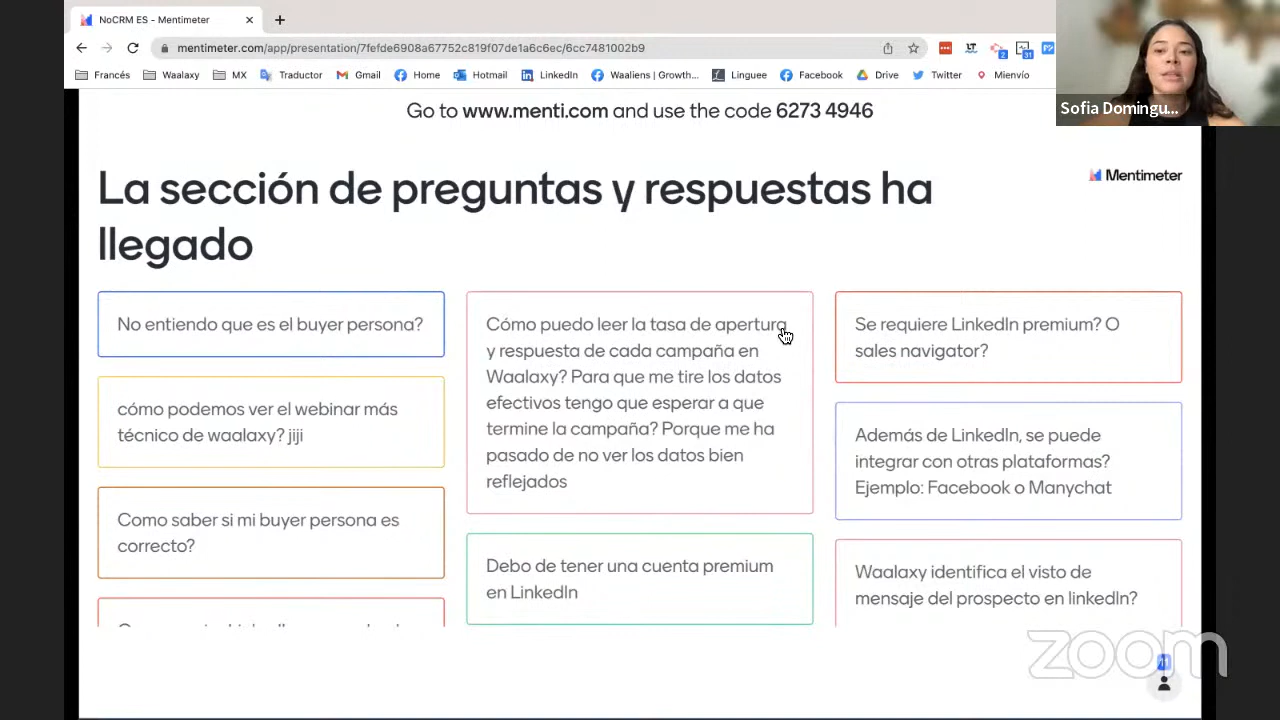 NoCRM ES - Mentimeter
mentimeter.com/app/presentation/7fefde6908a67752c819f07de1a6c6ec/6cc7481002b9
Francés
Waalaxy
MX
Traductor
Gmail
Home
Hotmail
LinkedIn
Waaliens | Growth...
Linguee
Facebook
Drive
Twitter
Mienvío
Sofia Domingu...
Go to www.menti.com and use the code 6273 4946
Mentimeter
La sección de preguntas y respuestas ha
llegado
No entiendo que es el buyer persona?
cómo podemos ver el webinar más
técnico de waalaxy? jiji
Como saber si mi buyer persona es
correcto?
Cómo puedo leer la tasa de apertura
y respuesta de cada campaña en
Waalaxy? Para que me tire los datos
efectivos tengo que esperar a que
termine la campaña? Porque me ha
pasado de no ver los datos bien
reflejados
Debo de tener una cuenta premium
en LinkedIn
Se requiere LinkedIn premium? O
sales navigator?
Además de LinkedIn, se puede
integrar con otras plataformas?
Ejemplo: Facebook o Manychat
Waalaxy identifica el visto de
mensaje del prospecto en linkedIn?
zoom